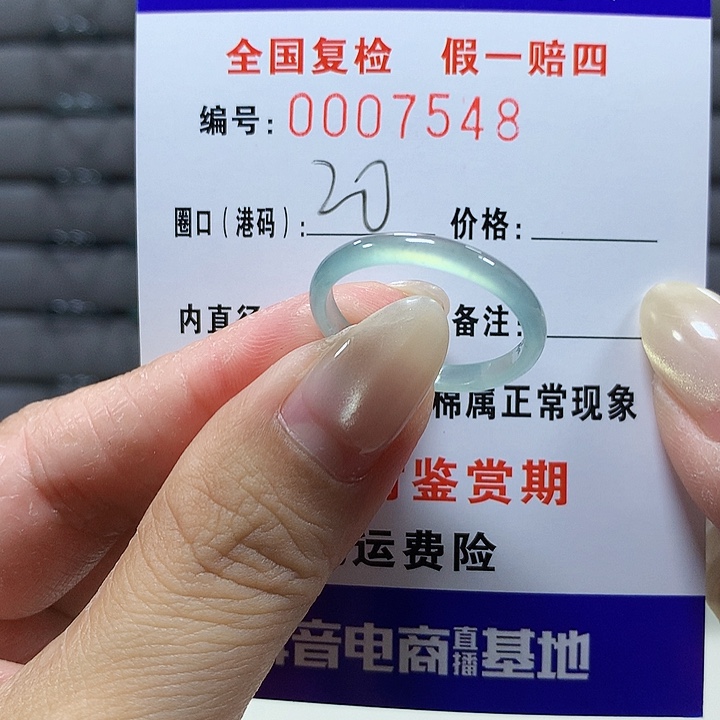 全国复检 假一赔四
编号: 0007548
圈口(港码): 20 价格:
内直径 备注:
棉属正常现象
鉴赏期
运费险
音电商直播基地